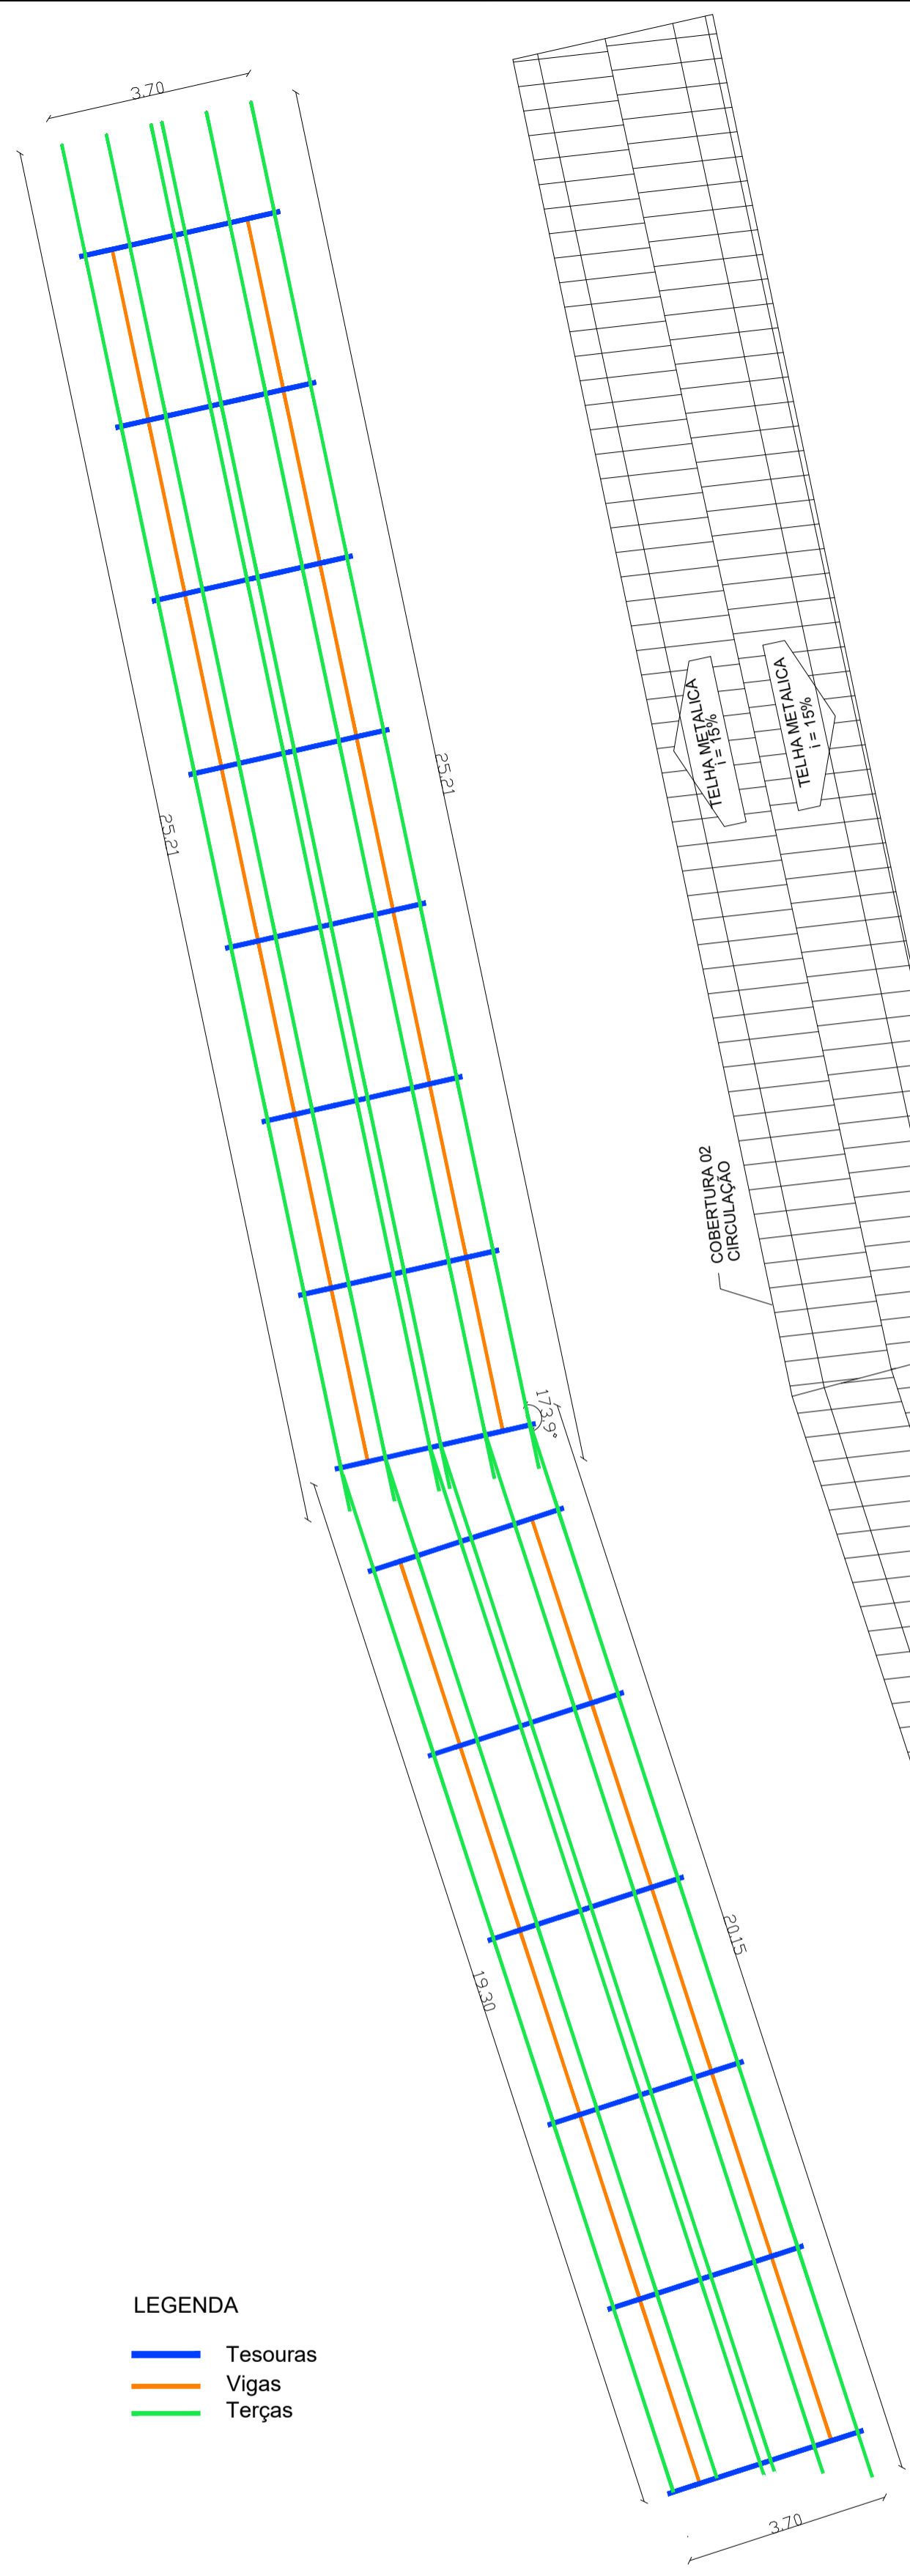 3.70
25.21
25.21
TELHA METALICA
i = 15%
TELHA METALICA
i = 15%
COBERTURA 02
CIRCULAÇÃO
173.9°
20.15
19.30
LEGENDA
Tesouras
Vigas
Terças
3.70